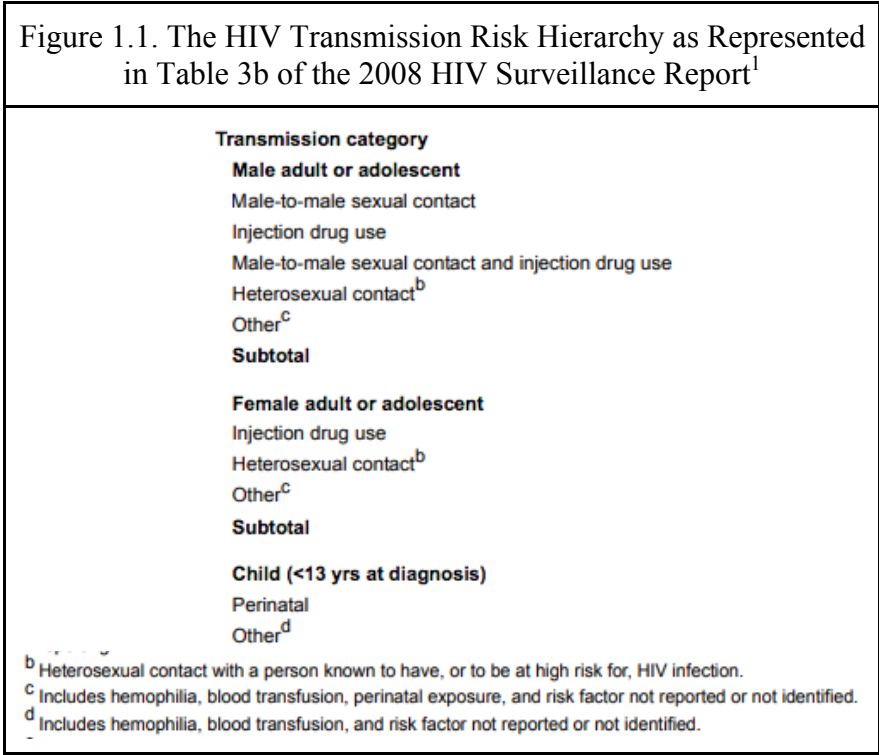 Figure 1.1. The HIV Transmission Risk Hierarchy as Represented
in Table 3b of the 2008 HIV Surveillance Report1
Transmission category
Male adult or adolescent
Male-to-male sexual contact
Injection drug use
Male-to-male sexual contact and injection drug use
Heterosexual contactb
Otherc
Subtotal
Female adult or adolescent
Injection drug use
Heterosexual contactb
Otherc
Subtotal
Child (<13 yrs at diagnosis)
Perinatal
Otherd
b Heterosexual contact with a person known to have, or to be at high risk for, HIV infection.
c Includes hemophilia, blood transfusion, perinatal exposure, and risk factor not reported or not identified.
d Includes hemophilia, blood transfusion, and risk factor not reported or not identified.